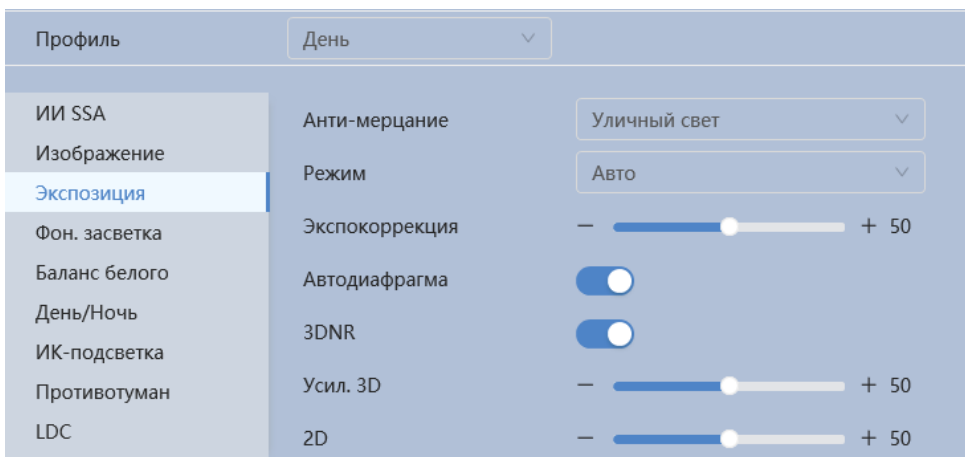 Профиль День
ИИ SSA
Изображение
Экспозиция
Фон. засветка
Баланс белого
День/Ночь
ИК-подсветка
Противотуман
LDC
Анти-мерцание Уличный свет
Режим Авто
Экспокоррекция − + 50
Автодиафрагма
3DNR
Усил. 3D − + 50
2D − + 50